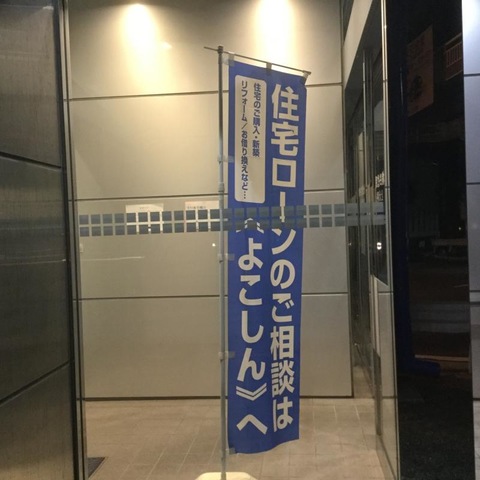 住宅ローンのご相談は
《よこしん》へ
住宅のご購入・新築
リフォーム／お借り換えなど…